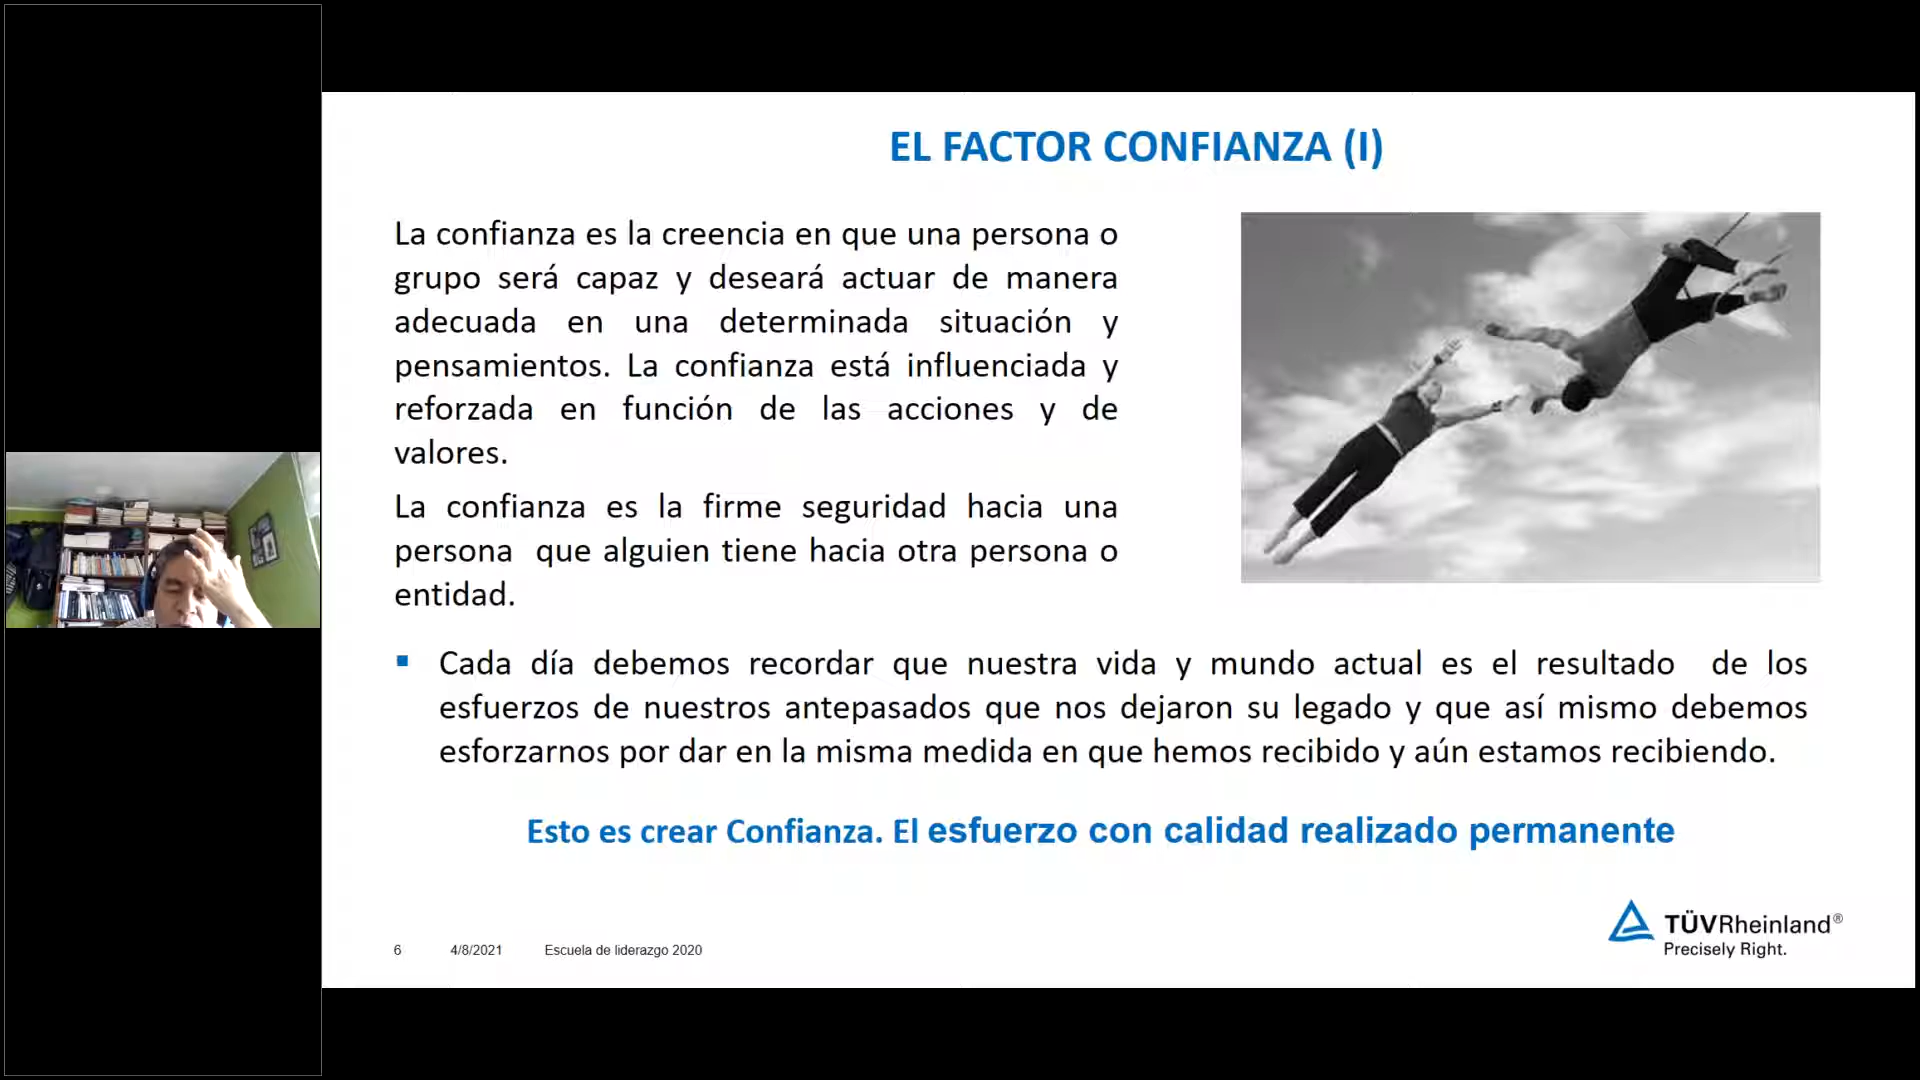 EL FACTOR CONFIANZA (I)
La confianza es la creencia en que una persona o
grupo será capaz y deseará actuar de manera
adecuada en una determinada situación y
pensamientos. La confianza está influenciada y
reforzada en función de las acciones y de
valores.
La confianza es la firme seguridad hacia una
persona que alguien tiene hacia otra persona o
entidad.
▪ Cada día debemos recordar que nuestra vida y mundo actual es el resultado de los
esfuerzos de nuestros antepasados que nos dejaron su legado y que así mismo debemos
esforzarnos por dar en la misma medida en que hemos recibido y aún estamos recibiendo.
Esto es crear Confianza. El esfuerzo con calidad realizado permanente
6 4/8/2021 Escuela de liderazgo 2020
TÜVRheinland®
Precisely Right.